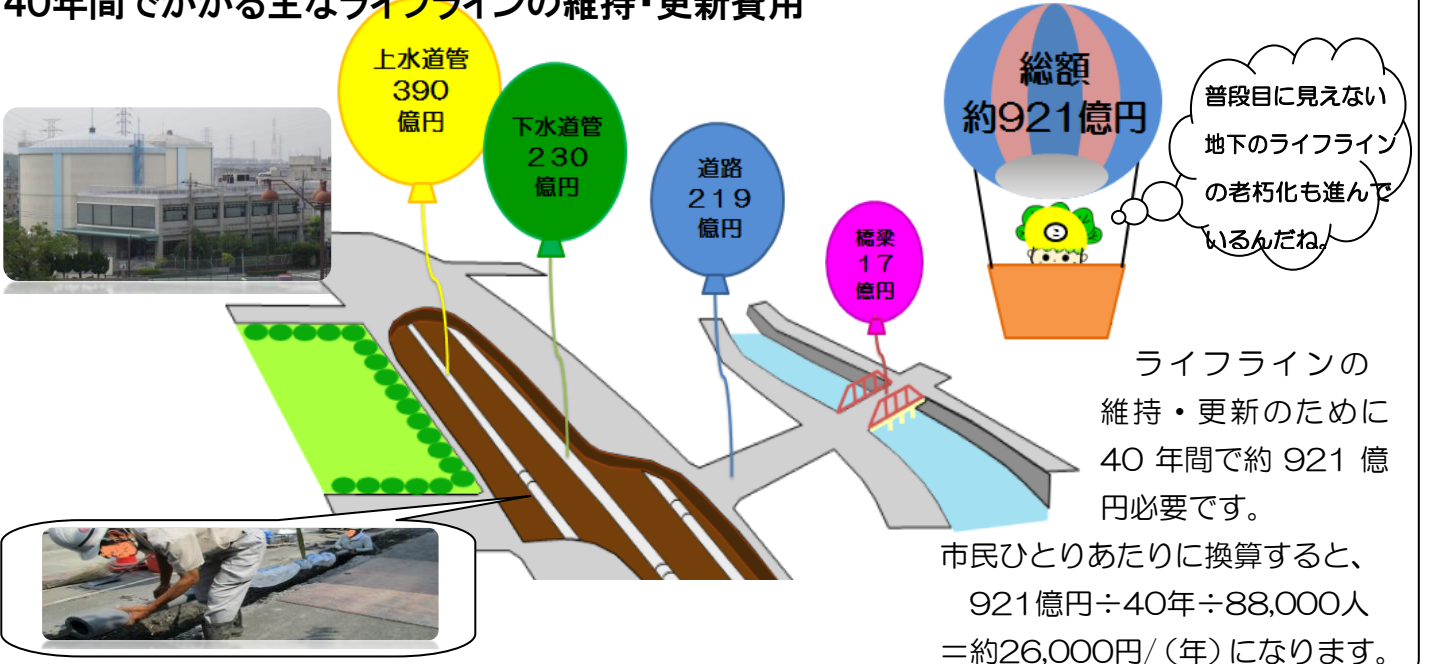 40年間でかかる主なライフラインの維持・更新費用
上水道管
390
億円
下水道管
230
億円
道路
219
億円
橋梁
17
億円
総額
約921億円
普段目に見えない
地下のライフライン
の老朽化も進んで
いるんだね。
こ
ライフラインの
維持・更新のために
40 年間で約 921 億
円必要です。
市民ひとりあたりに換算すると、
921億円÷40年÷88,000人
=約26,000円/(年)になります。